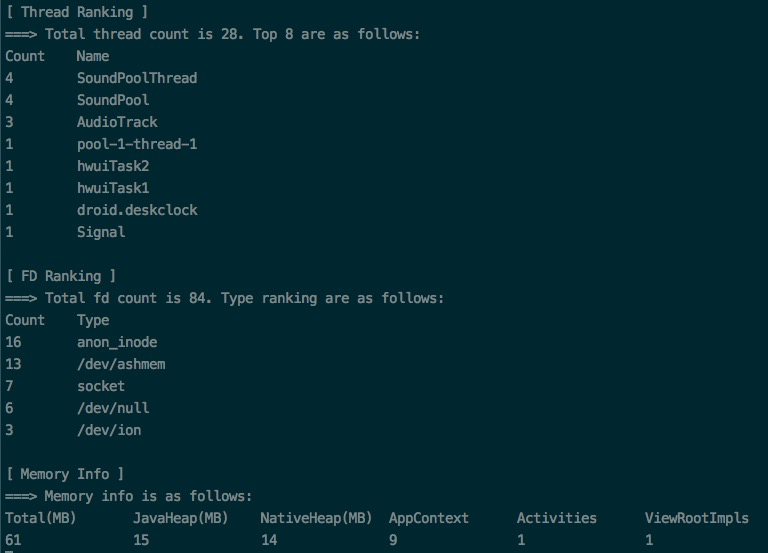 [ Thread Ranking ]
===> Total thread count is 28. Top 8 are as follows:
Count Name
4 SoundPoolThread
4 SoundPool
3 AudioTrack
1 pool-1-thread-1
1 hwuiTask2
1 hwuiTask1
1 droid.deskclock
1 Signal
[ FD Ranking ]
===> Total fd count is 84. Type ranking are as follows:
Count Type
16 anon_inode
13 /dev/ashmem
7 socket
6 /dev/null
3 /dev/ion
[ Memory Info ]
===> Memory info is as follows:
Total(MB) JavaHeap(MB) NativeHeap(MB) AppContext Activities ViewRootImpls
61 15 14 9 1 1